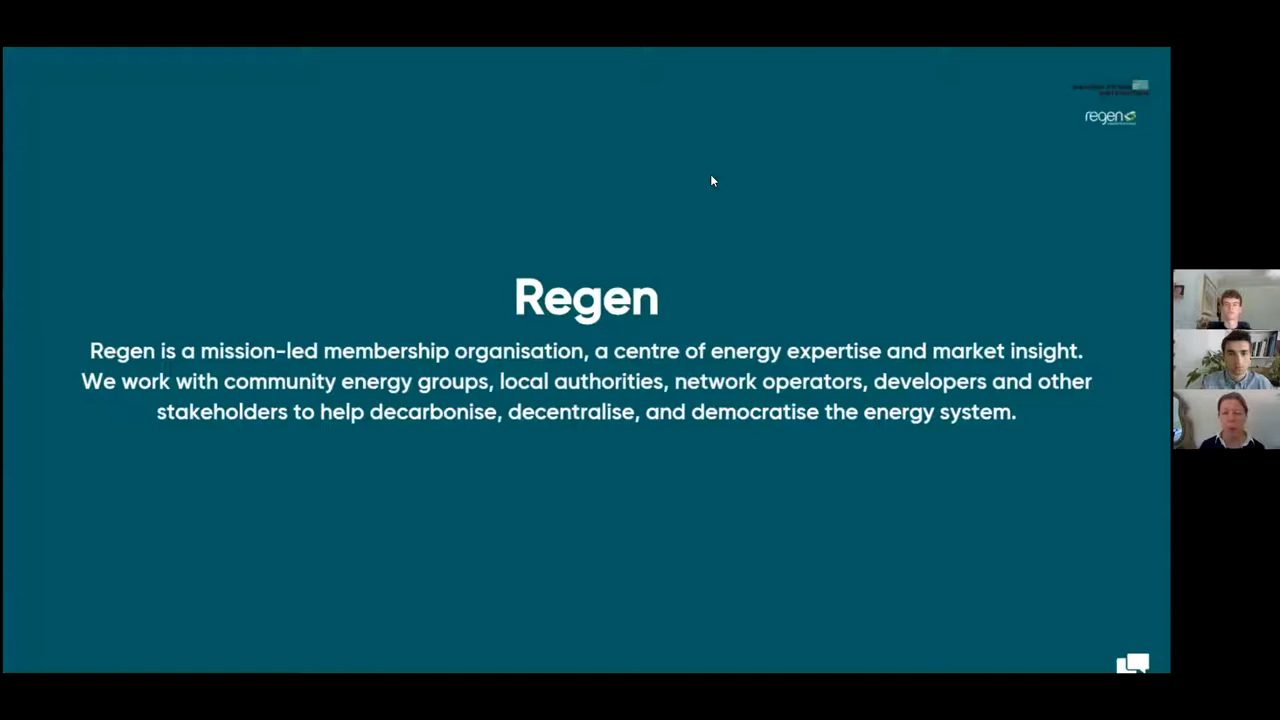 regen
Regen
Regen is a mission-led membership organisation, a centre of energy expertise and market insight.
We work with community energy groups, local authorities, network operators, developers and other
stakeholders to help decarbonise, decentralise, and democratise the energy system.